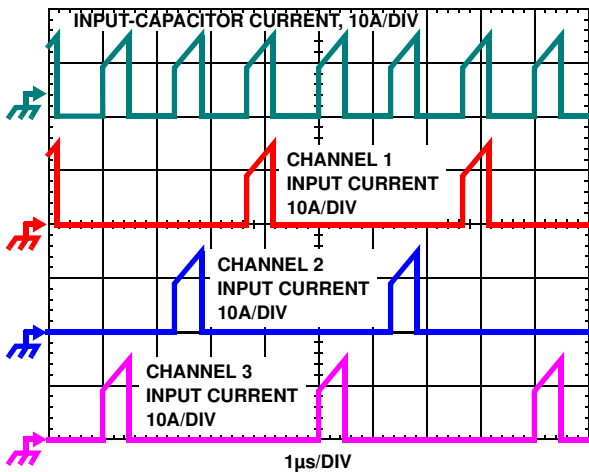 INPUT-CAPACITOR CURRENT, 10A/DIV
CHANNEL 1
INPUT CURRENT
10A/DIV
CHANNEL 2
INPUT CURRENT
10A/DIV
CHANNEL 3
INPUT CURRENT
10A/DIV
1µs/DIV